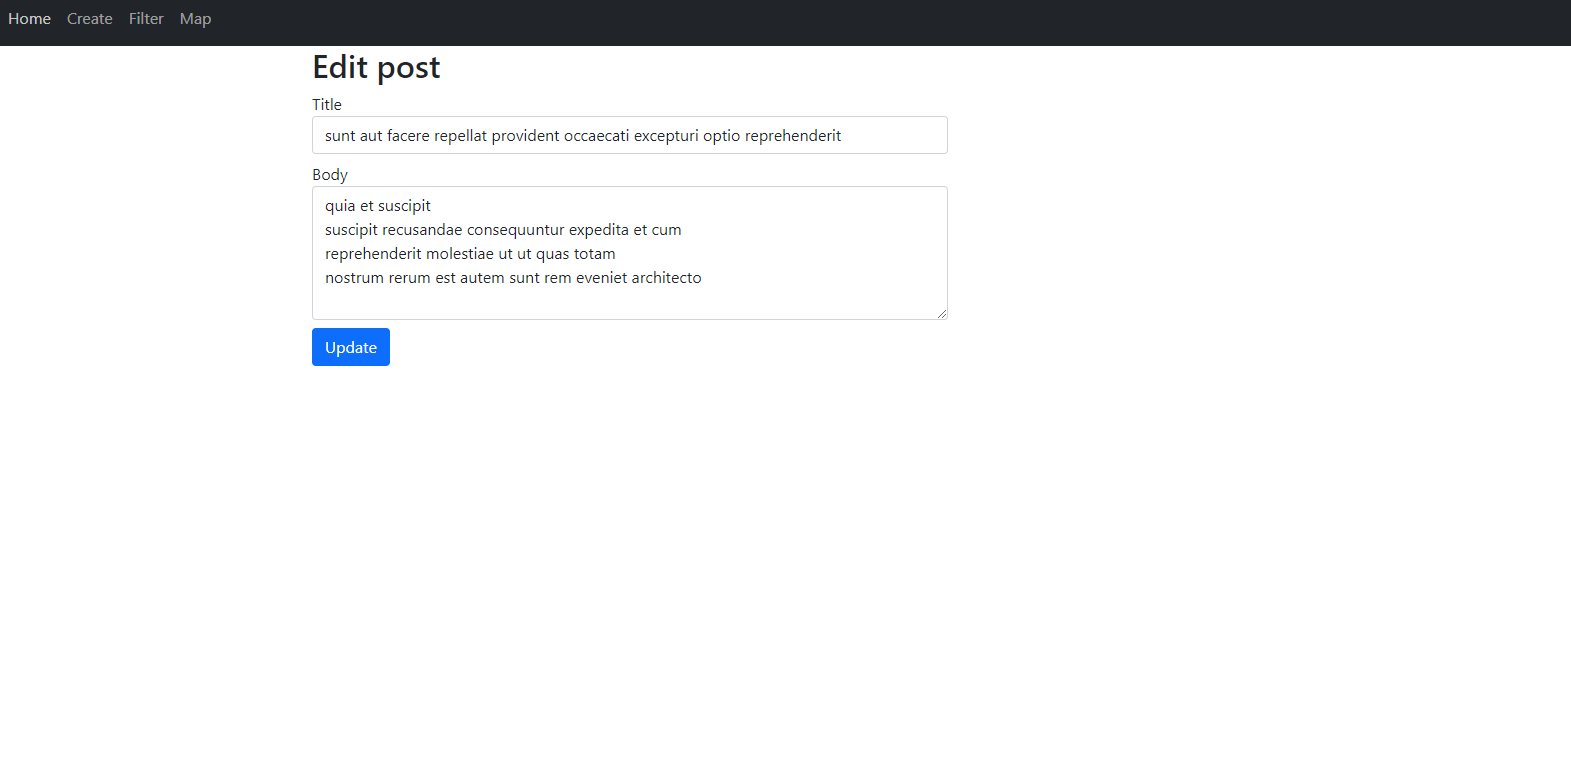 Home Create Filter Map
Edit post
Title
sunt aut facere repellat provident occaecati excepturi optio reprehenderit
Body
quia et suscipit
suscipit recusandae consequuntur expedita et cum
reprehenderit molestiae ut ut quas totam
nostrum rerum est autem sunt rem eveniet architecto
Update